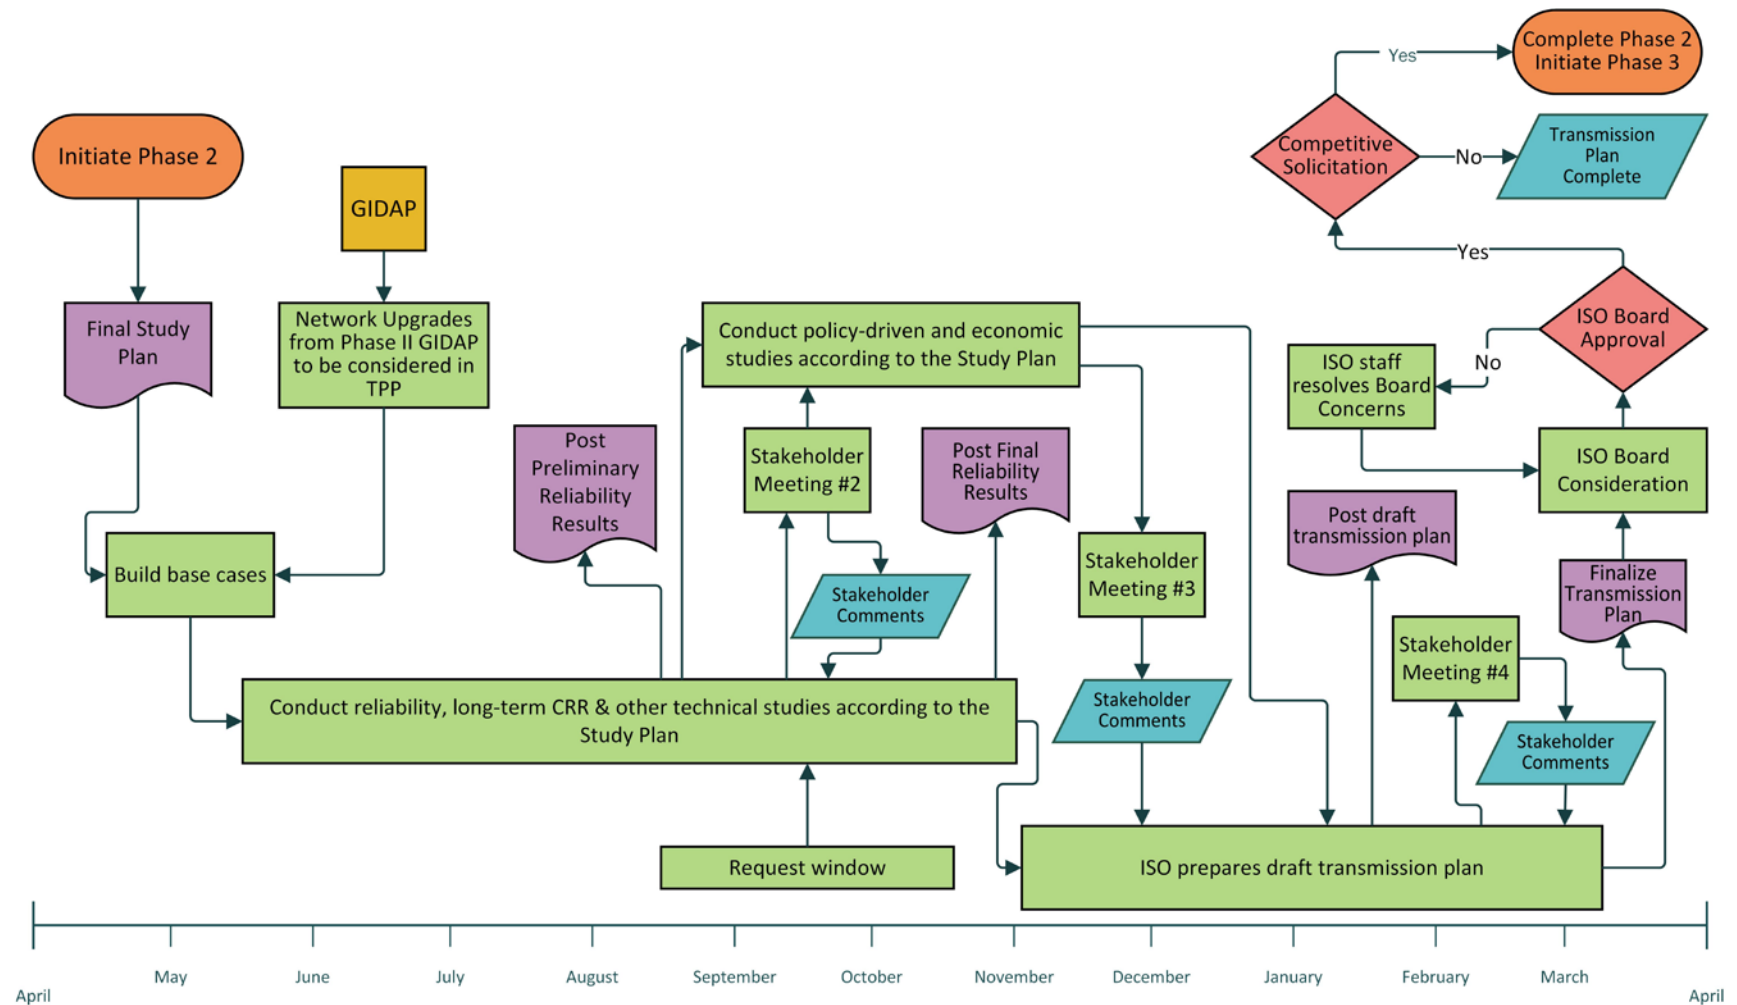 Complete Phase 2
Initiate Phase 3
Yes
Initiate Phase 2
Competitive
Solicitation
No
Transmission
Plan
Complete
GIDAP
Yes
Final Study
Plan
Network Upgrades
from Phase II GIDAP
to be considered in
TPP
Conduct policy-driven and economic
studies according to the Study Plan
ISO Board
Approval
No
ISO staff
resolves Board
Concerns
Post
Preliminary
Reliability
Results
Stakeholder
Meeting #2
Post Final
Reliability
Results
ISO Board
Consideration
Post draft
transmission plan
Build base cases
Stakeholder
Meeting #3
Stakeholder
Comments
Finalize
Transmission
Plan
Stakeholder
Meeting #4
Conduct reliability, long-term CRR & other technical studies according to the
Study Plan
Stakeholder
Comments
Stakeholder
Comments
Request window
ISO prepares draft transmission plan
April
May
June
July
August
September
October
November
December
January
February
March
April